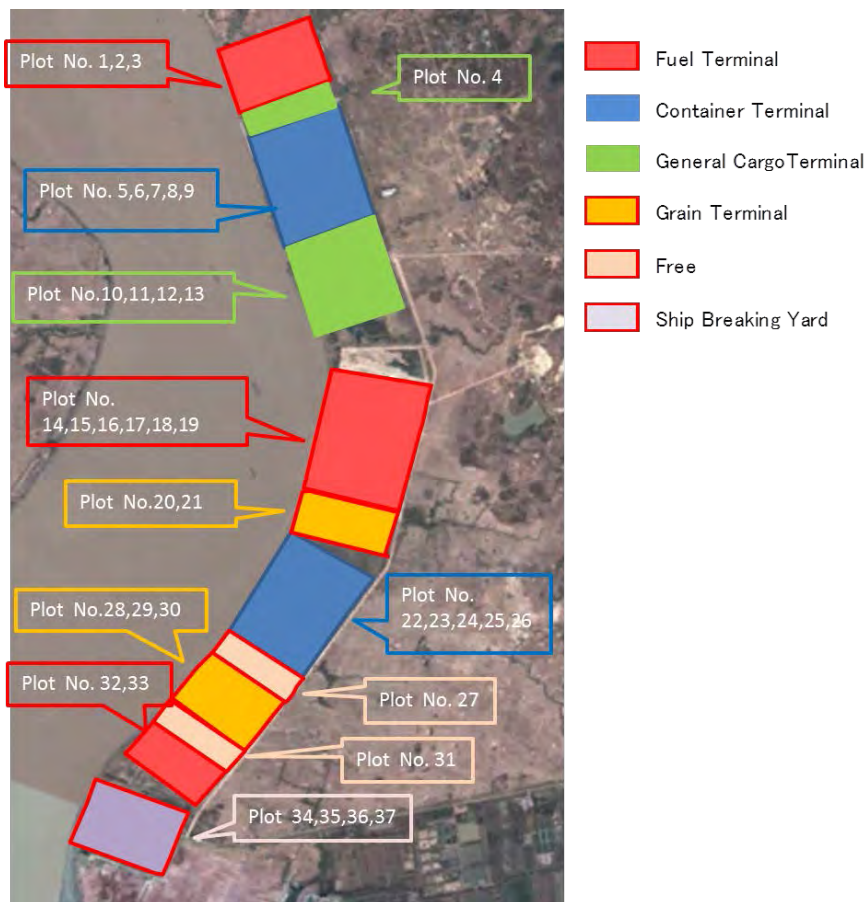 Plot No. 1,2,3
Plot No. 4
Plot No. 5,6,7,8,9
Plot No.10,11,12,13
Plot No.
14,15,16,17,18,19
Plot No.20,21
Plot No.
22,23,24,25,26
Plot No.28,29,30
Plot No. 32,33
Plot No. 27
Plot No. 31
Plot 34,35,36,37
Fuel Terminal
Container Terminal
General Cargo Terminal
Grain Terminal
Free
Ship Breaking Yard